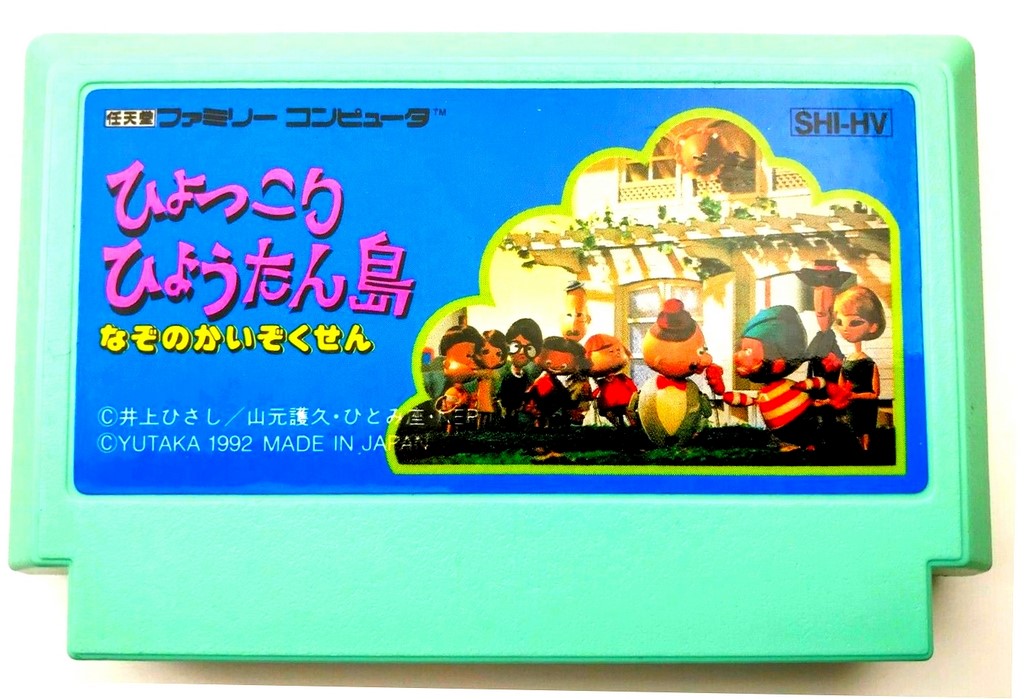 任天堂 ファミリー コンピュータ™
SHI-HV
ひょっこり
ひょうたん島
なぞのかいぞくせん
©井上ひさし/山元護久・ひとみ座・CEP
©YUTAKA 1992 MADE IN JAPAN